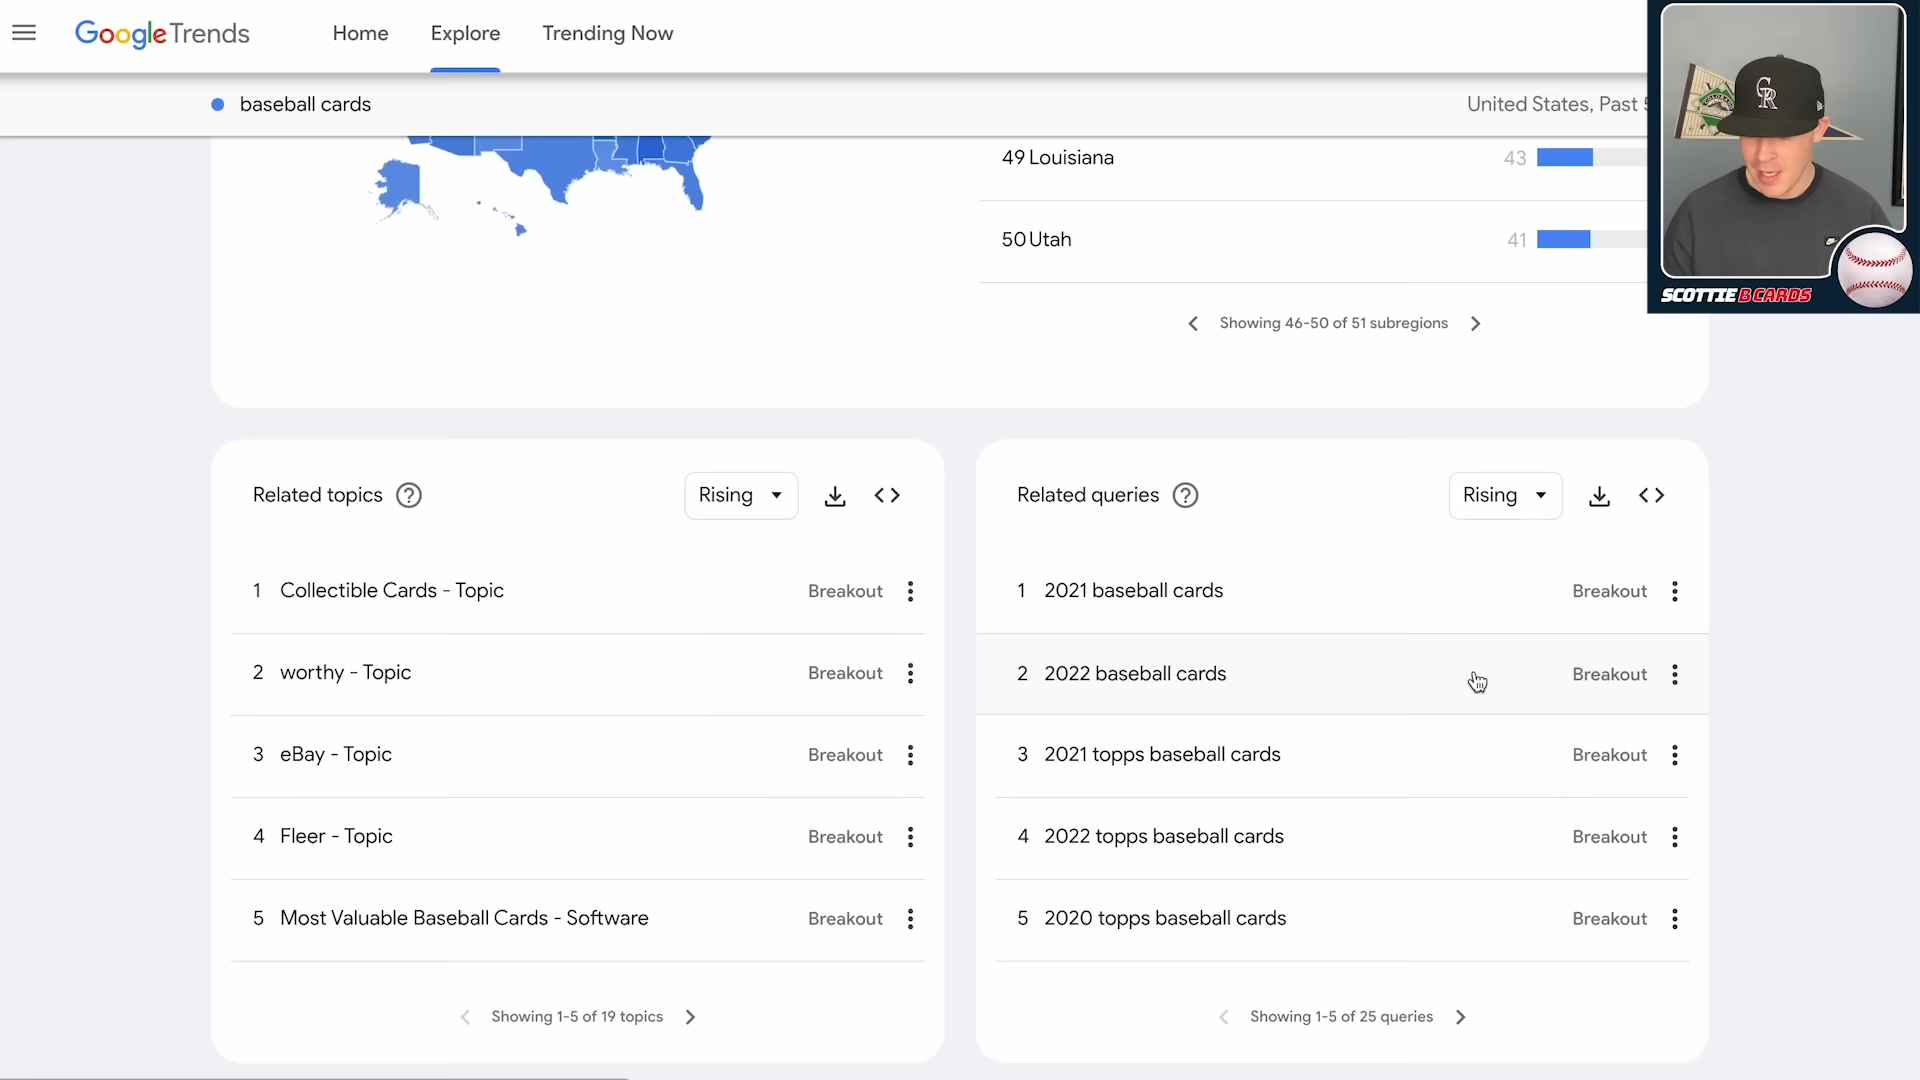 Google Trends
Home
Explore
Trending Now
baseball cards
United States, Past 5
49 Louisiana
43
50 Utah
41
Showing 46-50 of 51 subregions
SCOTTIE B CARDS
Related topics
Rising
1 Collectible Cards - Topic
Breakout
2 worthy - Topic
Breakout
3 eBay - Topic
Breakout
4 Fleer - Topic
Breakout
5 Most Valuable Baseball Cards - Software
Breakout
Showing 1-5 of 19 topics
Related queries
Rising
1 2021 baseball cards
Breakout
2 2022 baseball cards
Breakout
3 2021 topps baseball cards
Breakout
4 2022 topps baseball cards
Breakout
5 2020 topps baseball cards
Breakout
Showing 1-5 of 25 queries